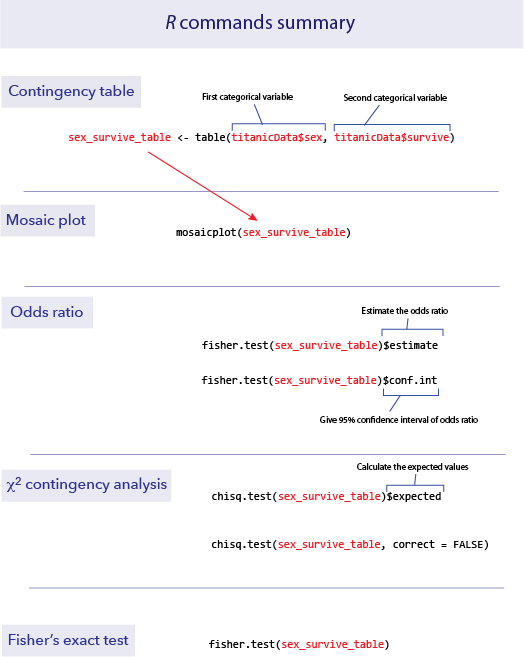 R commands summary
Contingency table
First categorical variable
Second categorical variable
sex_survive_table <- table(titanicData$sex, titanicData$survive)
Mosaic plot
mosaicplot(sex_survive_table)
Odds ratio
Estimate the odds ratio
fisher.test(sex_survive_table)$estimate
fisher.test(sex_survive_table)$conf.int
Give 95% confidence interval of odds ratio
χ² contingency analysis
Calculate the expected values
chisq.test(sex_survive_table)$expected
chisq.test(sex_survive_table, correct = FALSE)
Fisher’s exact test
fisher.test(sex_survive_table)